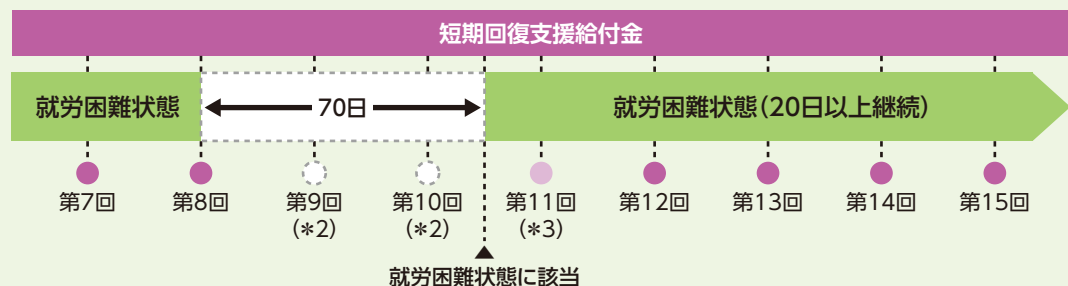 短期回復支援給付金
就労困難状態
70日
就労困難状態(20日以上継続)
第7回
第8回
第9回
(*2)
第10回
(*2)
第11回
(*3)
第12回
第13回
第14回
第15回
就労困難状態に該当